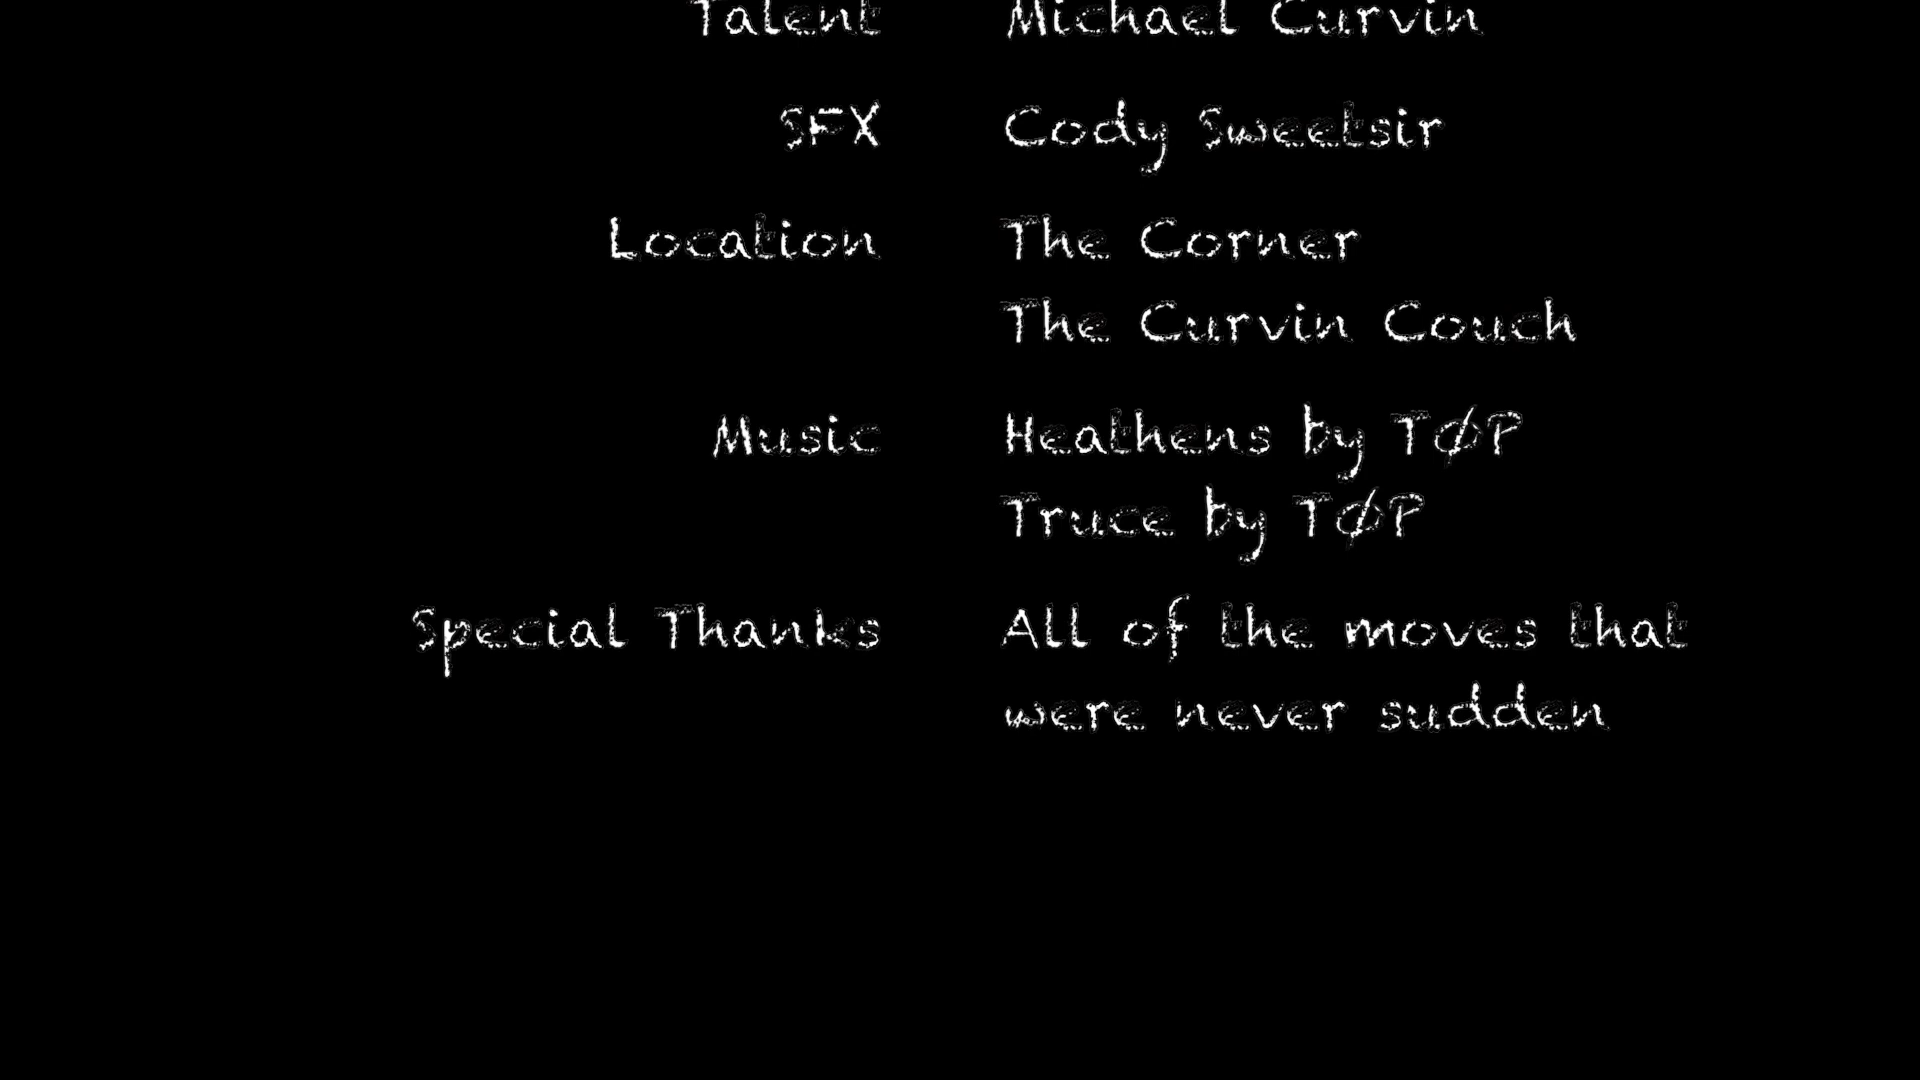 Talent Michael Curvin
SFX Cody Sweetsir
Location The Corner
The Curvin Couch
Music Heathens by TØP
Truce by TØP
Special Thanks All of the moves that
were never sudden